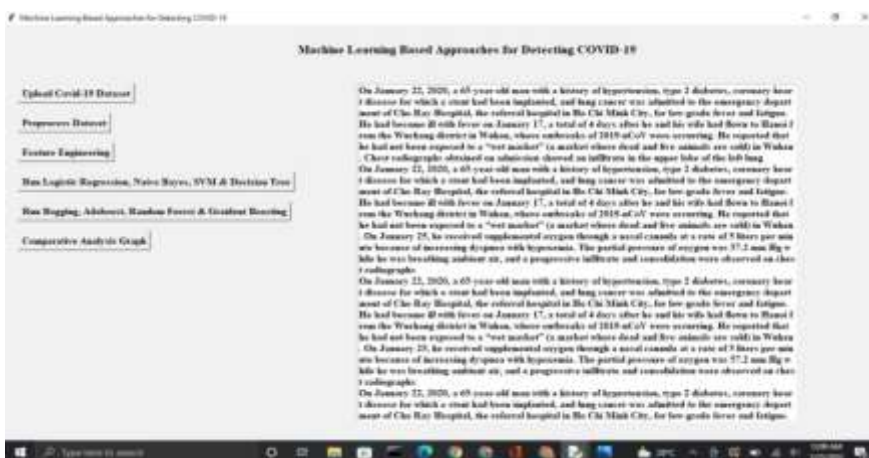 Machine Learning Based Approaches for Detecting COVID-19
Machine Learning Based Approaches for Detecting COVID-19
Upload Covid-19 Dataset
Preprocess Dataset
Feature Engineering
Run Logistic Regression, Naive Bayes, SVM & Decision Tree
Run Bagging, Adaboost, Random Forest & Gradient Boosting
Comparative Analysis Graph
On January 22, 2020, a 65-year-old man with a history of hypertension, type 2 diabetes, coronary hear
t disease for which a stent had been implanted, and lung cancer was admitted to the emergency depart
ment of Cho Ray Hospital, the referral hospital in Ho Chi Minh City, for low-grade fever and fatigue.
He had become ill with fever on January 17, a total of 4 days after he and his wife had flown to Hanoi f
rom the Wuchang district in Wuhan, where outbreaks of 2019-nCoV were occurring. He reported that
he had not been exposed to a "wet market" (a market where dead and live animals are sold) in Wuhan
. Chest radiographs obtained on admission showed an infiltrate in the upper lobe of the left lung
On January 22, 2020, a 65-year-old man with a history of hypertension, type 2 diabetes, coronary hear
t disease for which a stent had been implanted, and lung cancer was admitted to the emergency depart
ment of Cho Ray Hospital, the referral hospital in Ho Chi Minh City, for low-grade fever and fatigue.
He had become ill with fever on January 17, a total of 4 days after he and his wife had flown to Hanoi f
rom the Wuchang district in Wuhan, where outbreaks of 2019-nCoV were occurring. He reported that
he had not been exposed to a "wet market" (a market where dead and live animals are sold) in Wuhan
. On January 25, he received supplemental oxygen through a nasal cannula at a rate of 5 liters per min
ute because of increasing dyspnea with hypoxemia. The partial pressure of oxygen was 57.2 mm Hg w
hile he was breathing ambient air, and a progressive infiltrate and consolidation were observed on ches
t radiographs
On January 22, 2020, a 65-year-old man with a history of hypertension, type 2 diabetes, coronary hear
t disease for which a stent had been implanted, and lung cancer was admitted to the emergency depart
ment of Cho Ray Hospital, the referral hospital in Ho Chi Minh City, for low-grade fever and fatigue.
He had become ill with fever on January 17, a total of 4 days after he and his wife had flown to Hanoi f
rom the Wuchang district in Wuhan, where outbreaks of 2019-nCoV were occurring. He reported that
he had not been exposed to a "wet market" (a market where dead and live animals are sold) in Wuhan
. On January 25, he received supplemental oxygen through a nasal cannula at a rate of 5 liters per min
ute because of increasing dyspnea with hypoxemia. The partial pressure of oxygen was 57.2 mm Hg w
hile he was breathing ambient air, and a progressive infiltrate and consolidation were observed on ches
t radiographs
On January 22, 2020, a 65-year-old man with a history of hypertension, type 2 diabetes, coronary hear
t disease for which a stent had been implanted, and lung cancer was admitted to the emergency depart
ment of Cho Ray Hospital, the referral hospital in Ho Chi Minh City, for low-grade fever and fatigue.
Type here to search